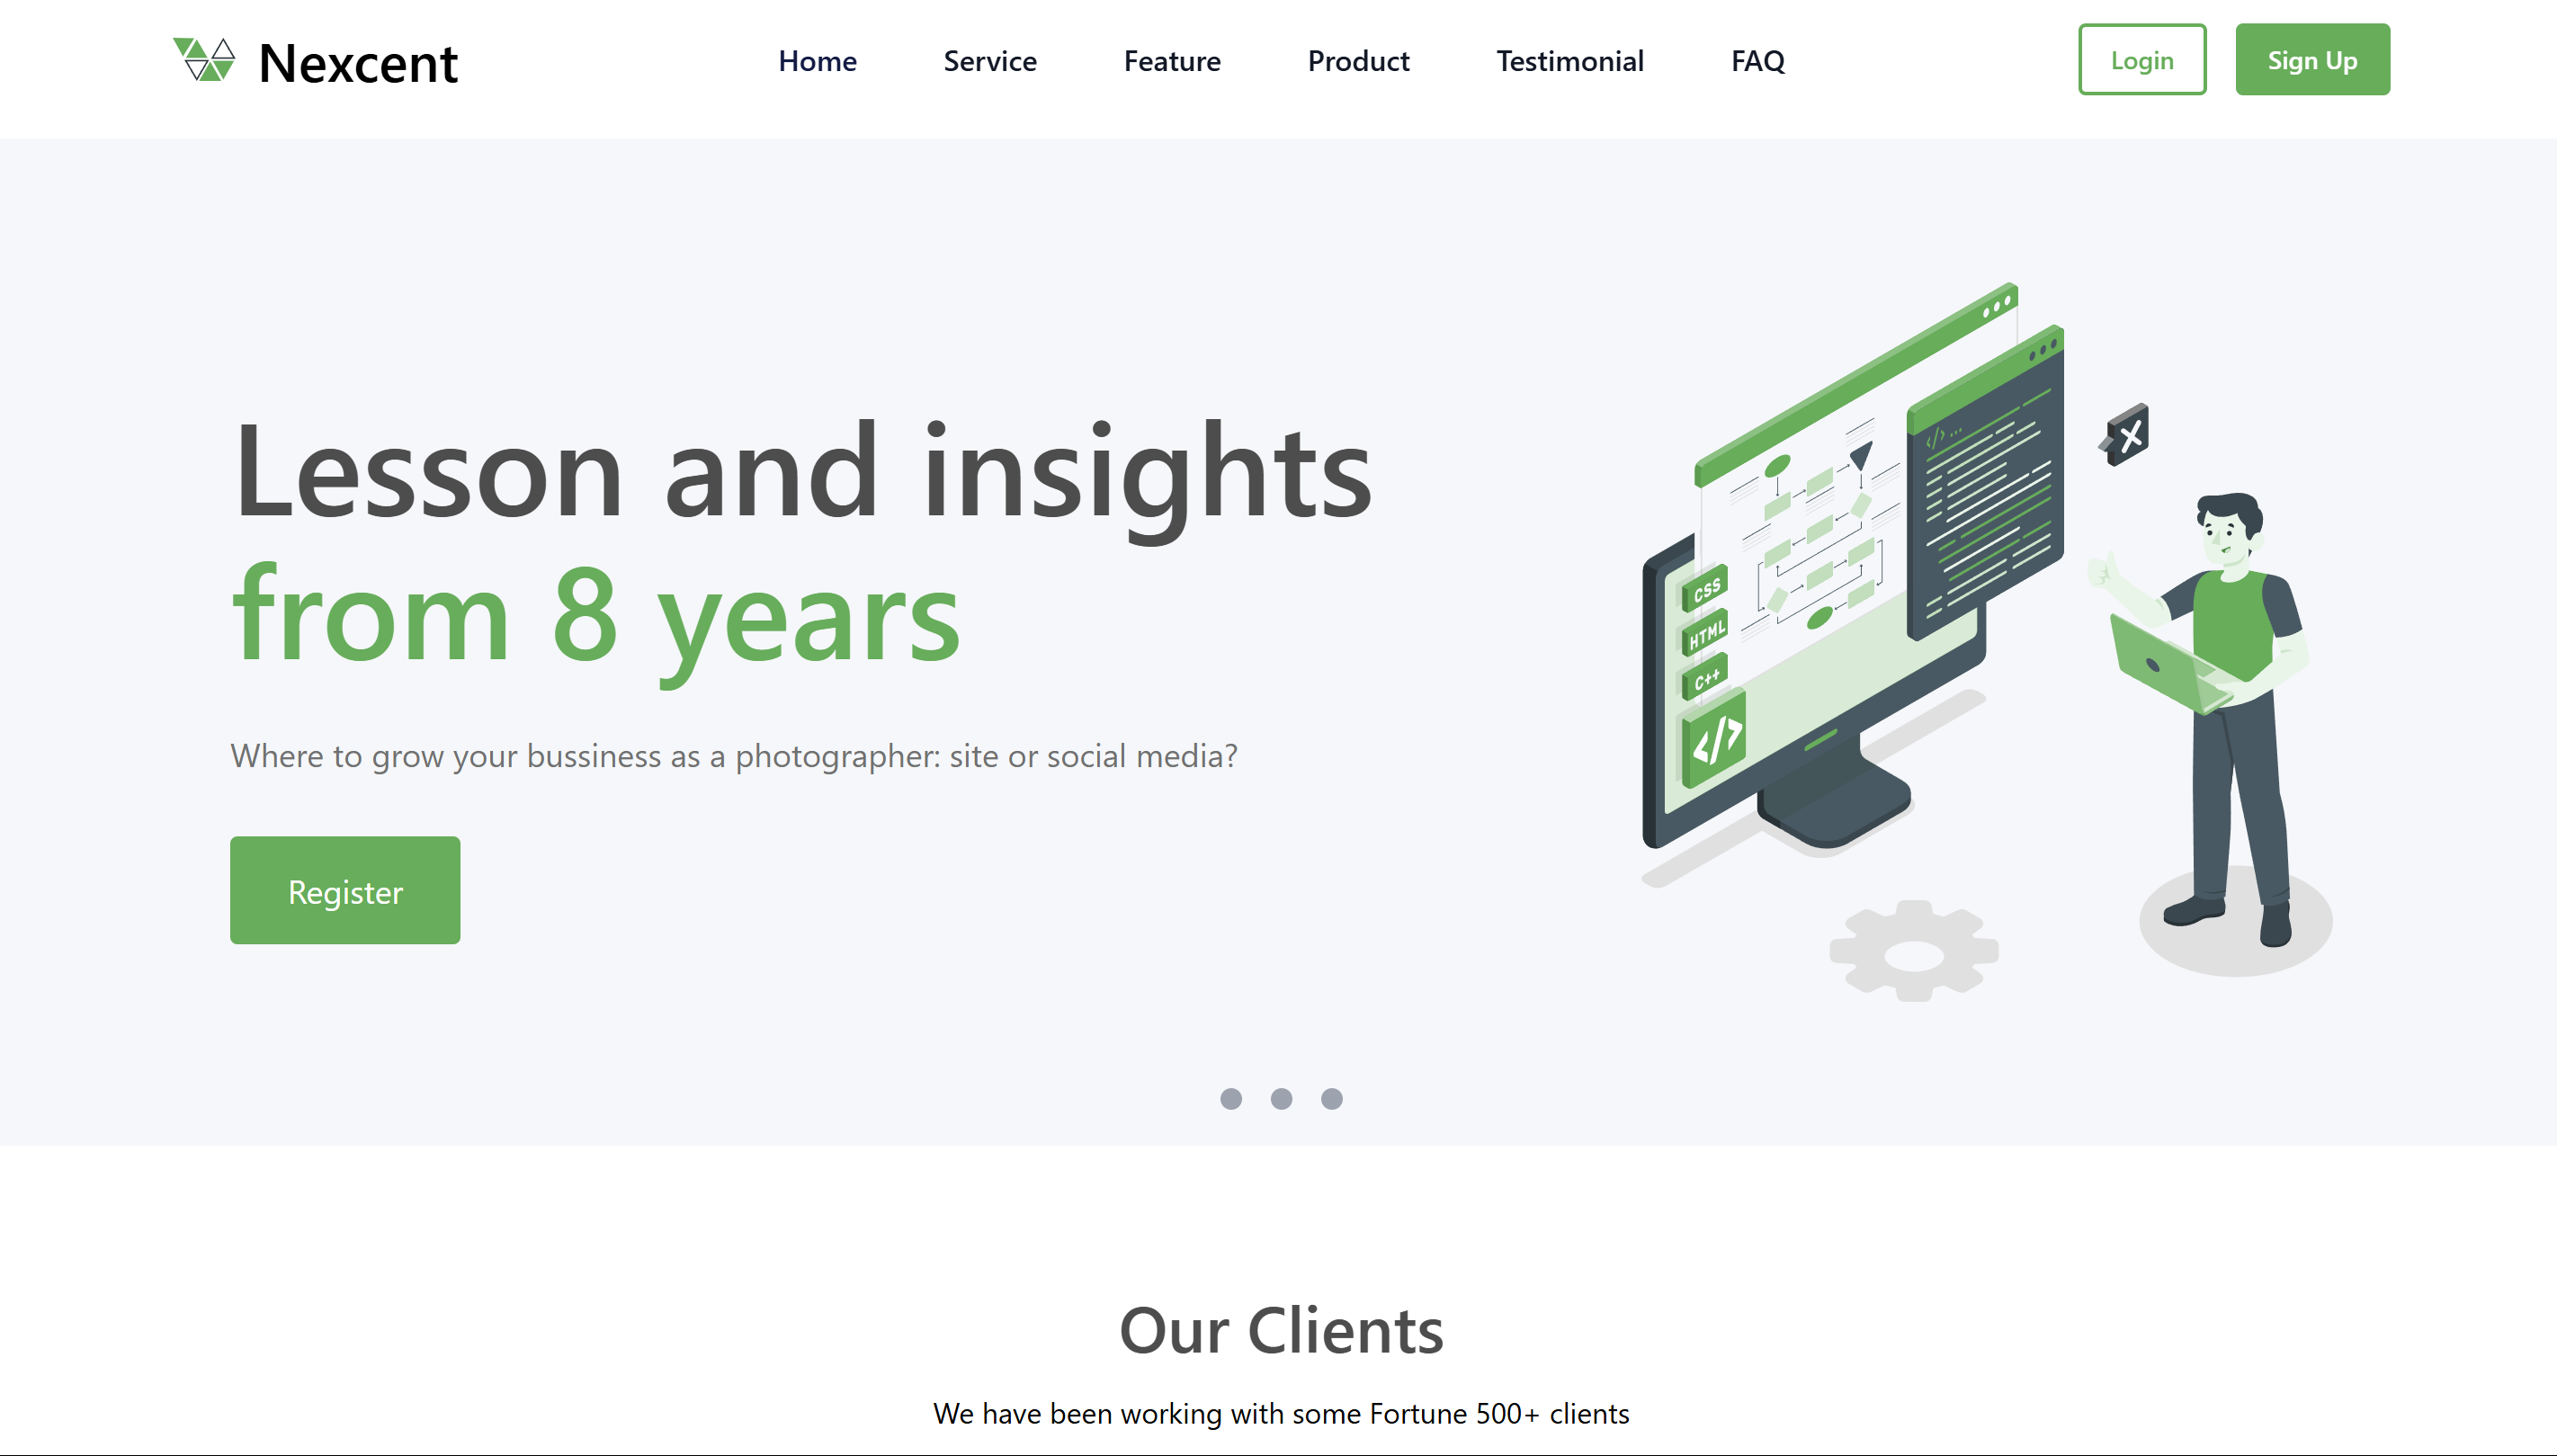 Nexcent
Home Service Feature Product Testimonial FAQ
Login Sign Up
Lesson and insights
from 8 years
Where to grow your bussiness as a photographer: site or social media?
Register
</> ...
CSS
HTML
C++
</>
Our Clients
We have been working with some Fortune 500+ clients